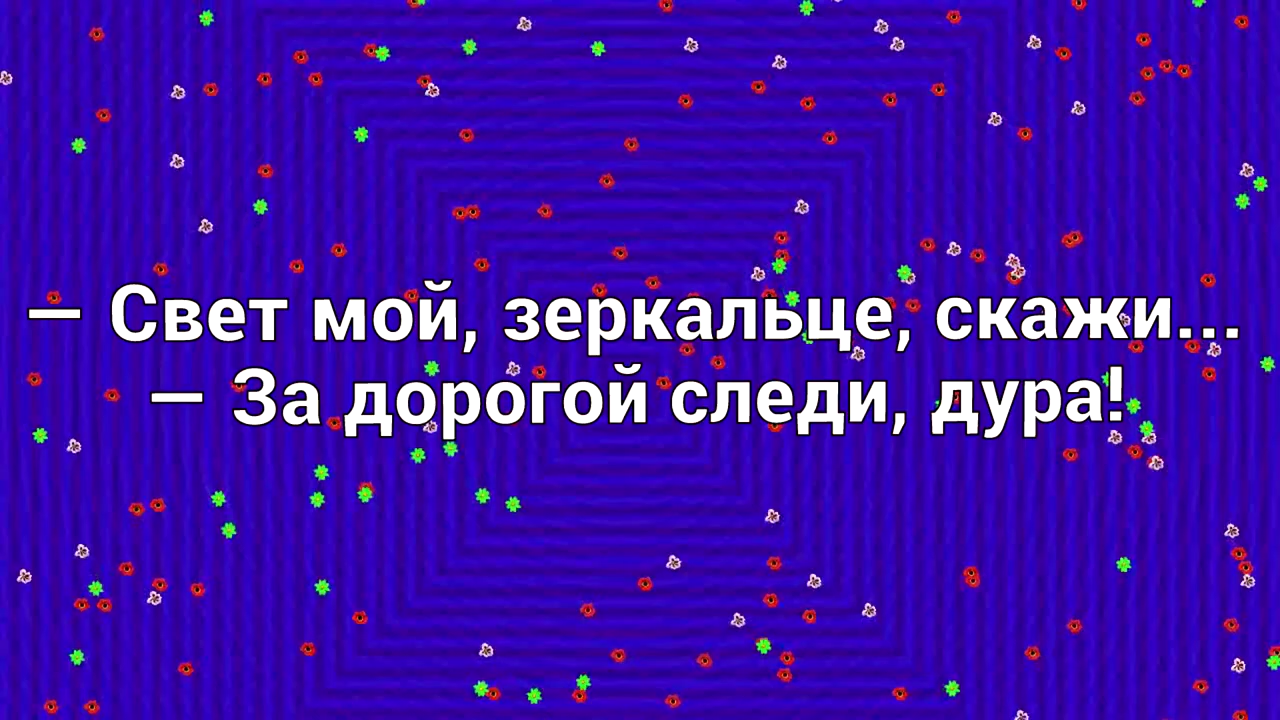 — Свет мой, зеркальце, скажи...
— За дорогой следи, дура!